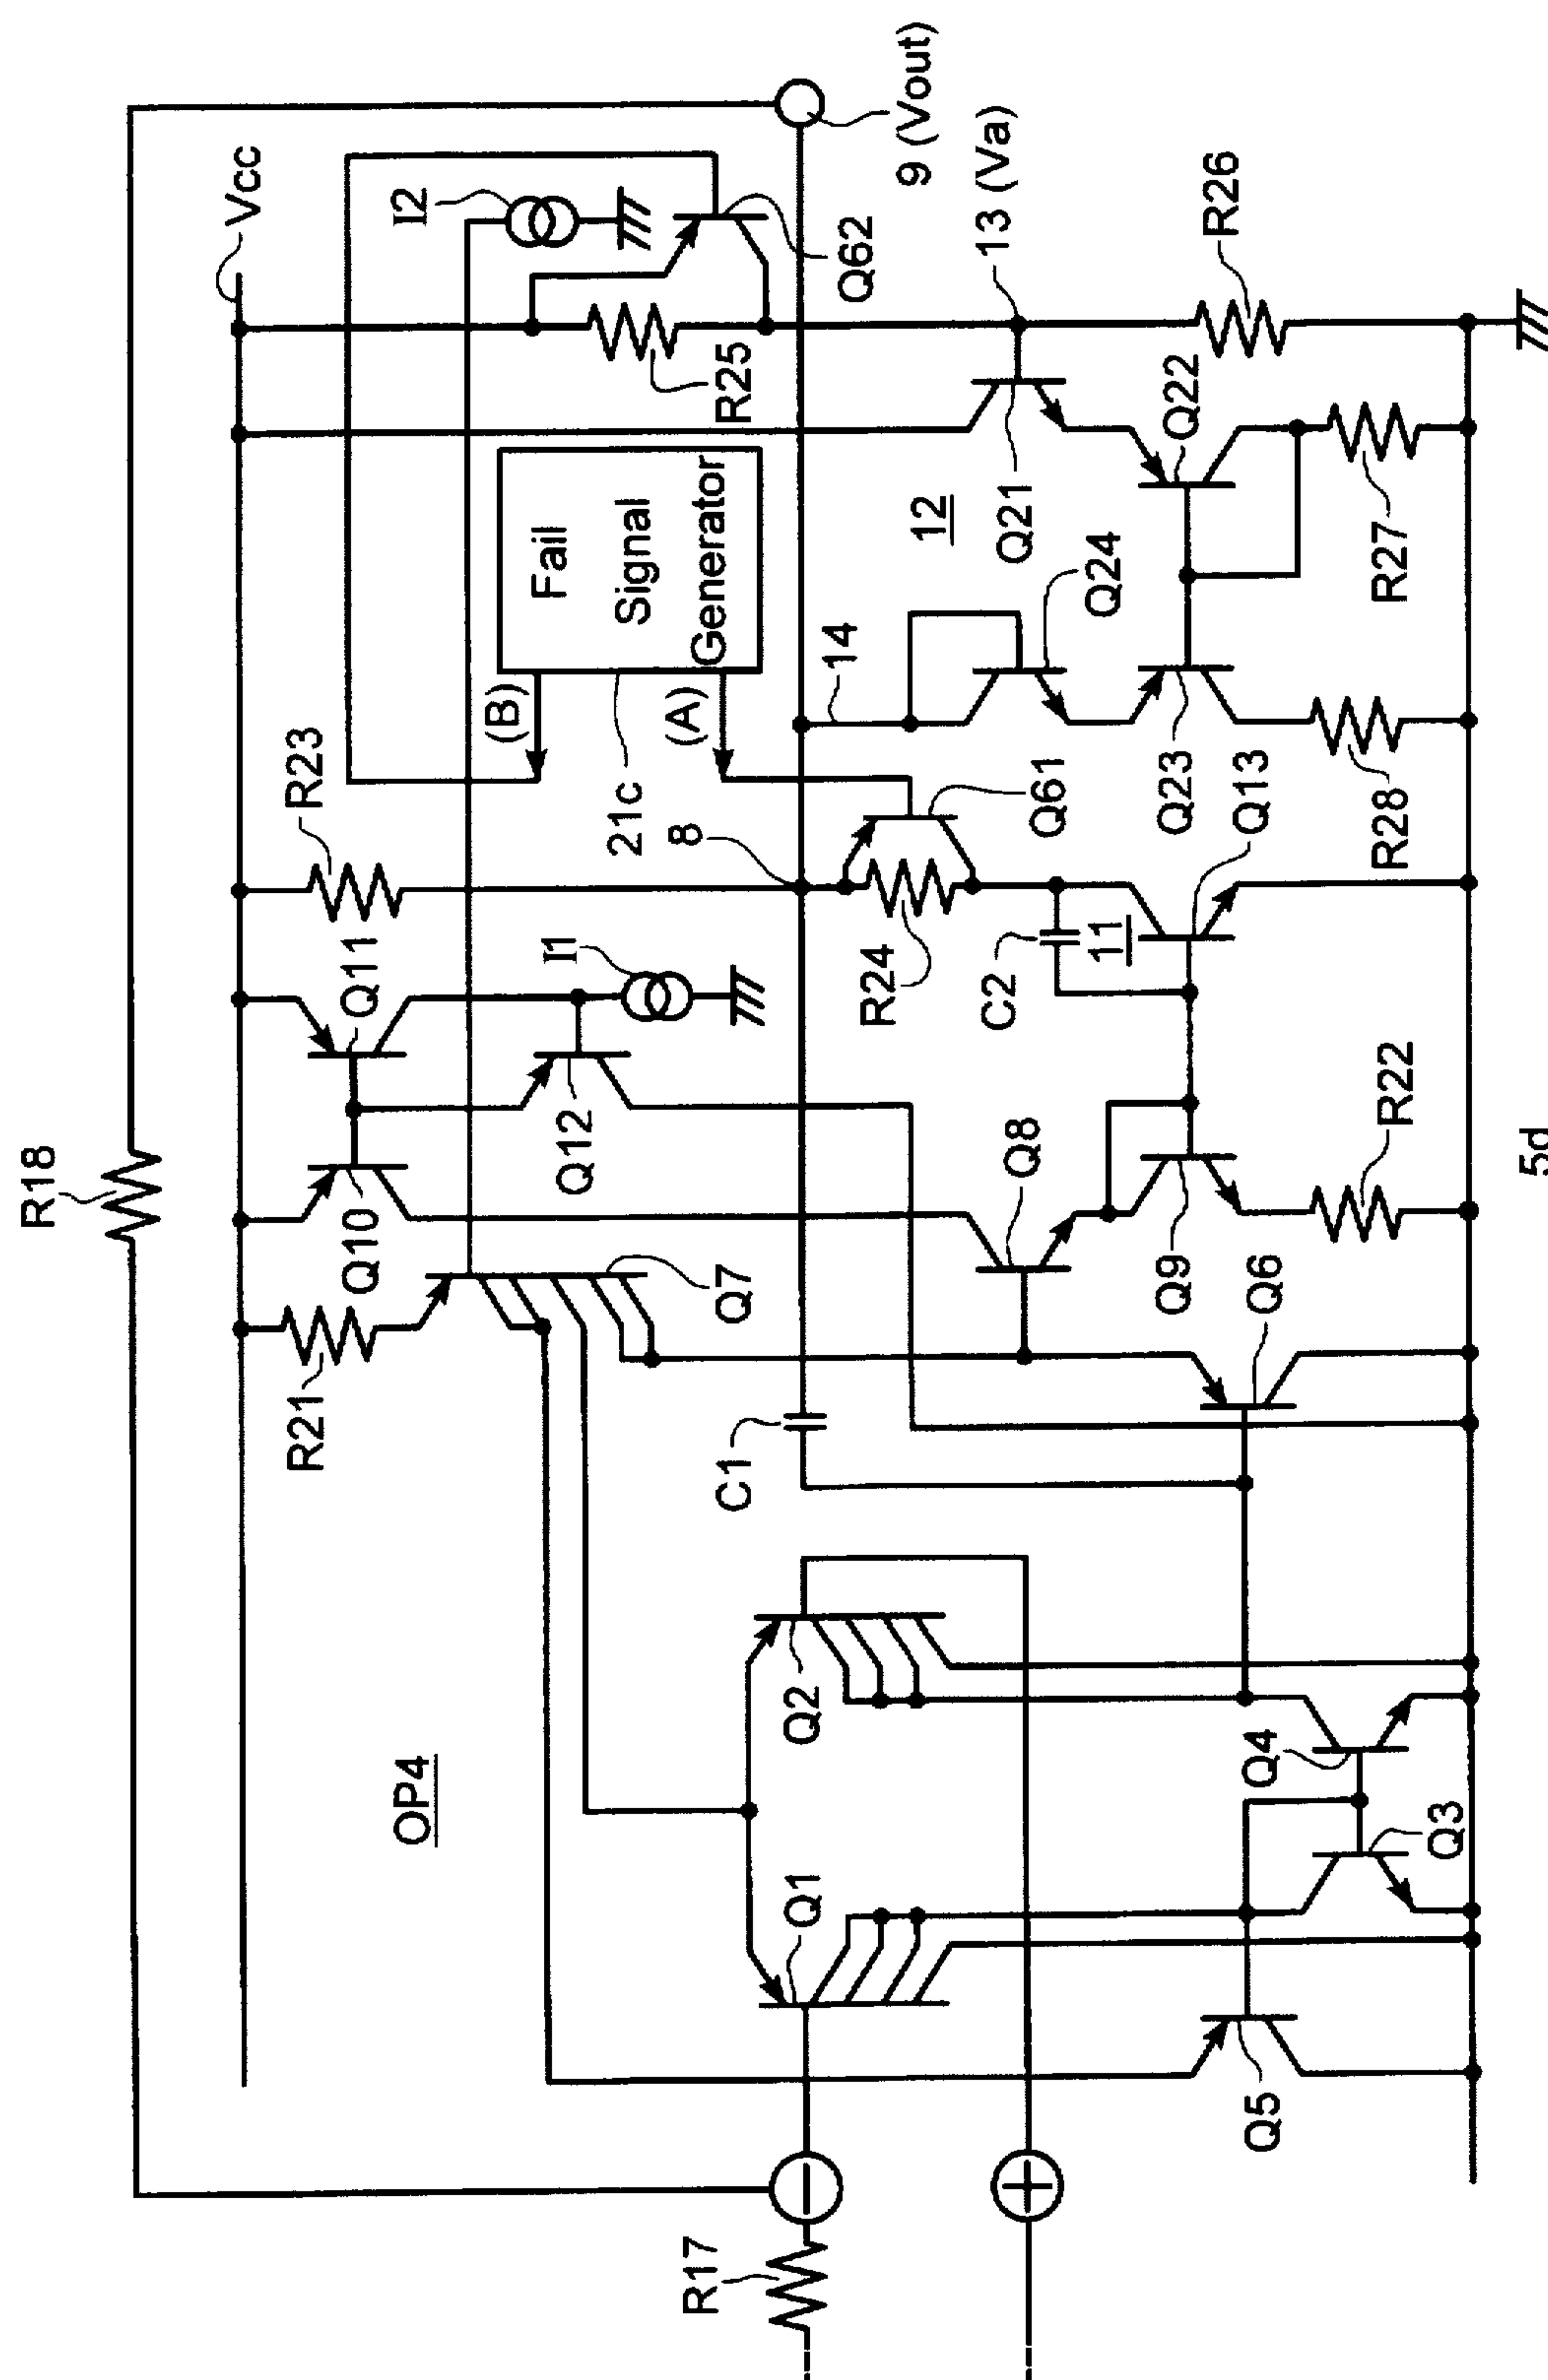 R18
Vcc
R23
R21
Q10
Q11
I1
Q12
Q7
(B)
(A)
21c
Fail
Signal
Generator
I2
R25
Q62
9 (Vout)
OP4
C1
8
14
R17
Q1
Q2
Q8
R24
C2
11
Q61
12
Q24
Q21
13 (Va)
Q22
R26
Q5
Q3
Q4
Q6
Q9
R22
Q13
Q23
R28
R27
5d